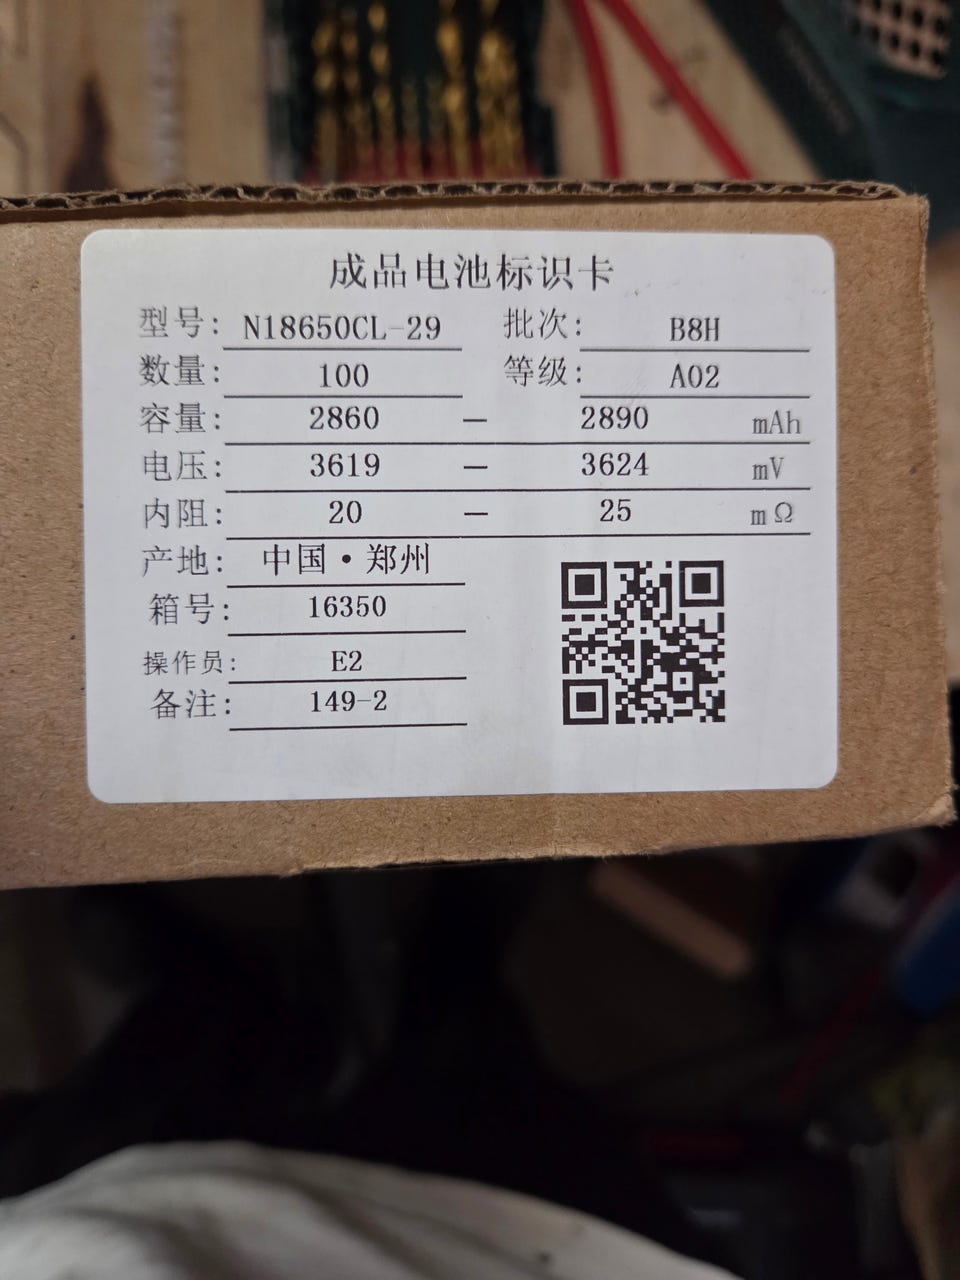 成品电池标识卡
型号: N18650CL-29 批次: B8H
数量: 100 等级: A02
容量: 2860 — 2890 mAh
电压: 3619 — 3624 mV
内阻: 20 — 25 mΩ
产地: 中国·郑州
箱号: 16350
操作员: E2
备注: 149-2